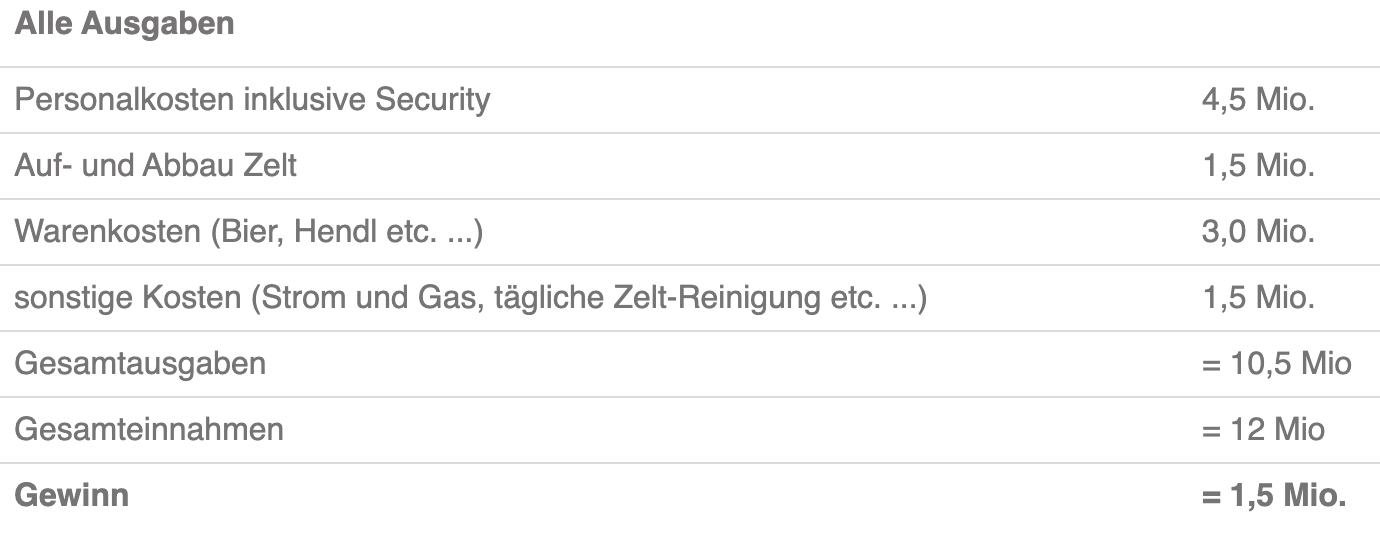 Alle Ausgaben
Personalkosten inklusive Security 4,5 Mio.
Auf- und Abbau Zelt 1,5 Mio.
Warenkosten (Bier, Hendl etc. ...) 3,0 Mio.
sonstige Kosten (Strom und Gas, tägliche Zelt-Reinigung etc. ...) 1,5 Mio.
Gesamtausgaben = 10,5 Mio
Gesamteinnahmen = 12 Mio
Gewinn = 1,5 Mio.